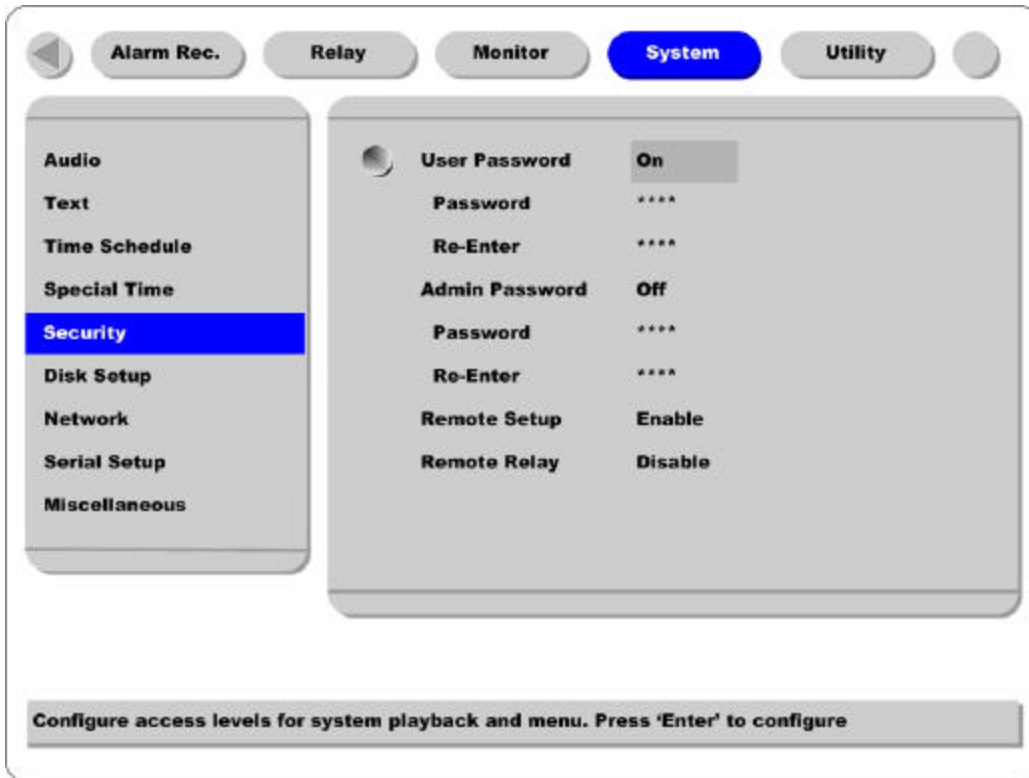 Alarm Rec. Relay Monitor System Utility
Audio
Text
Time Schedule
Special Time
Security
Disk Setup
Network
Serial Setup
Miscellaneous
User Password On
Password ****
Re-Enter ****
Admin Password Off
Password ****
Re-Enter ****
Remote Setup Enable
Remote Relay Disable
Configure access levels for system playback and menu. Press ‘Enter’ to configure